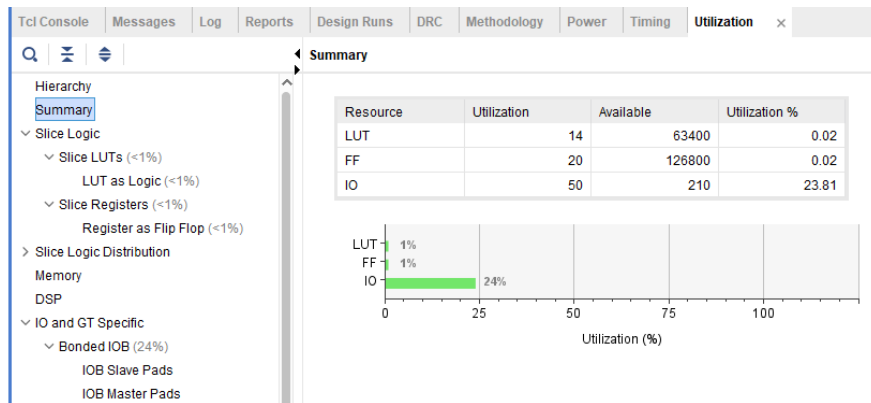 Tcl Console Messages Log Reports Design Runs DRC Methodology Power Timing Utilization ×
Summary
Hierarchy
Summary
Slice Logic
Slice LUTs (<1%)
LUT as Logic (<1%)
Slice Registers (<1%)
Register as Flip Flop (<1%)
Slice Logic Distribution
Memory
DSP
IO and GT Specific
Bonded IOB (24%)
IOB Slave Pads
IOB Master Pads
Resource Utilization Available Utilization %
LUT 14 63400 0.02
FF 20 126800 0.02
IO 50 210 23.81
LUT 1%
FF 1%
IO 24%
0 25 50 75 100
Utilization (%)